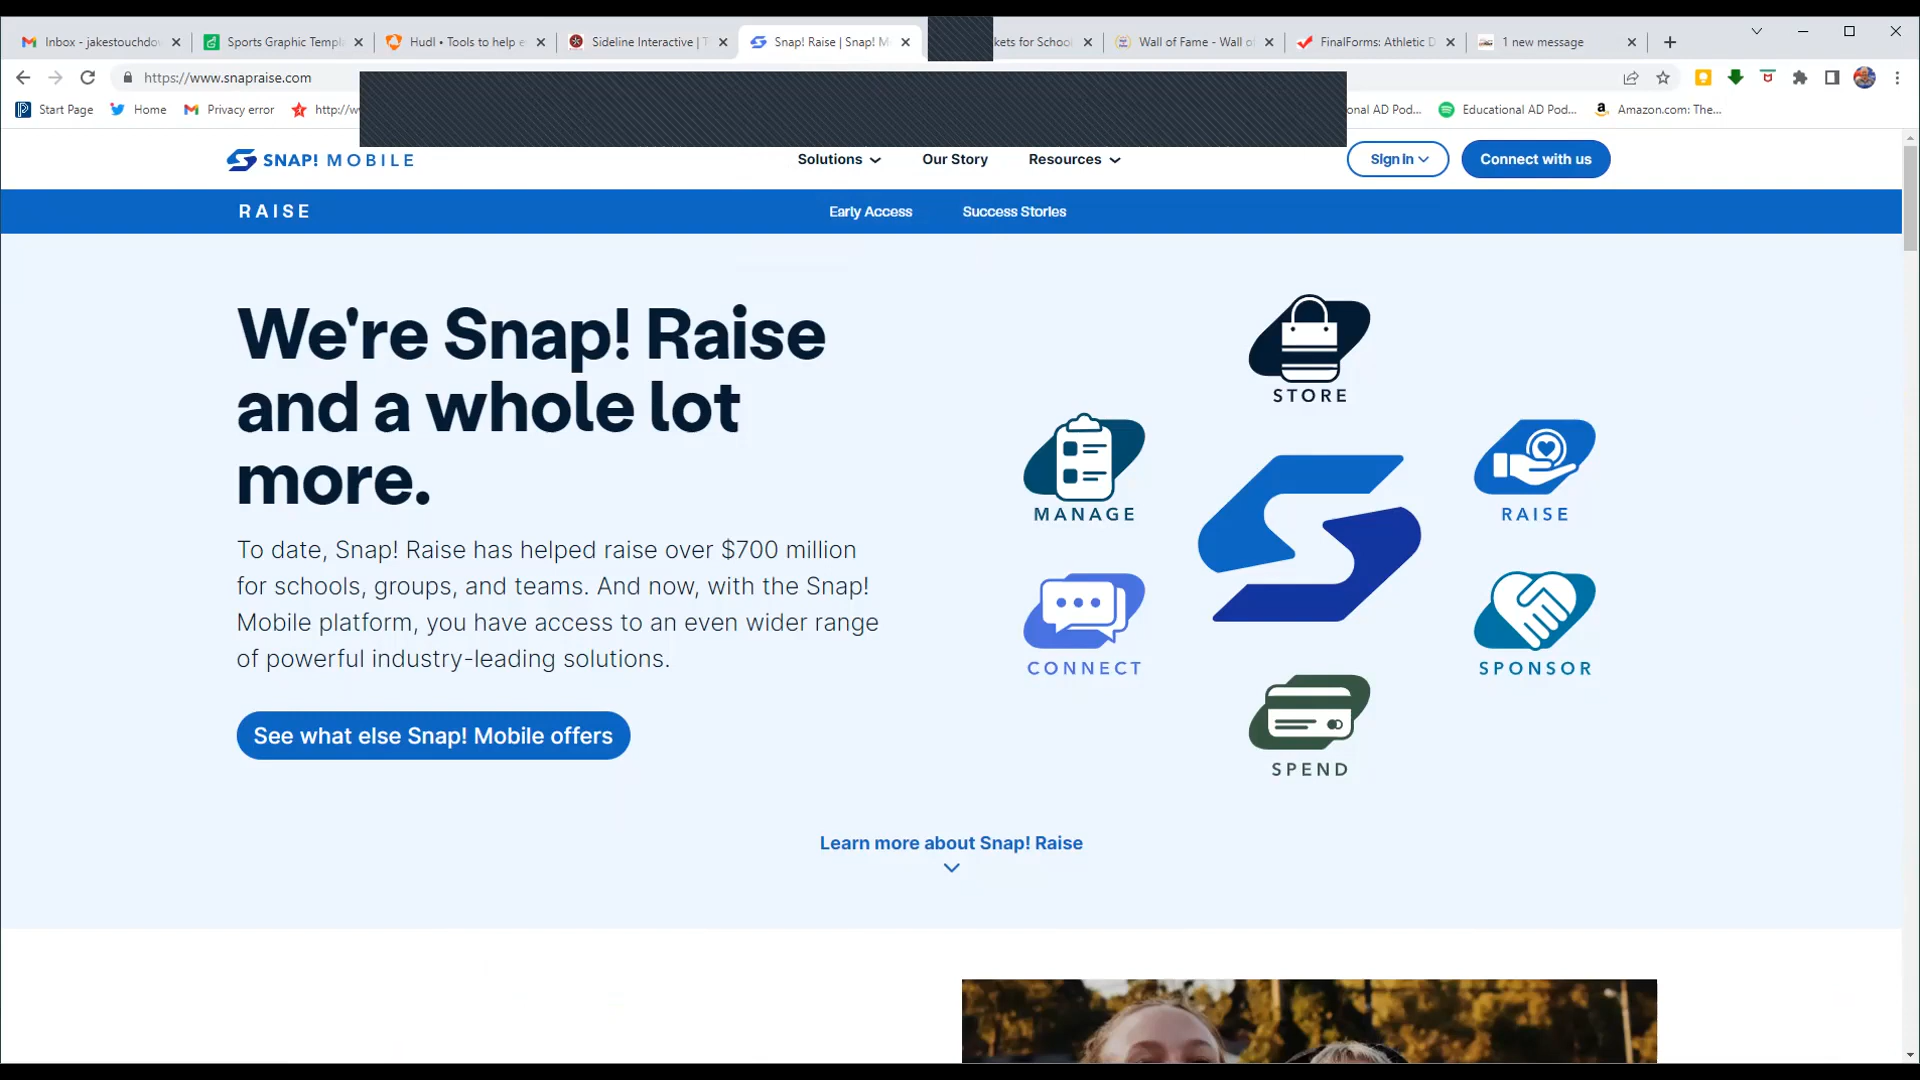 Inbox - jakestouchdo
Sports Graphic Templ
Hudl • Tools to help e
Sideline Interactive | T
Snap! Raise | Snap! M
kets for Schoo
Wall of Fame - Wall o
FinalForms: Athletic D
1 new message
https://www.snapraise.com
Start Page
Home
Privacy error
http://w
onal AD Pod...
Educational AD Pod...
Amazon.com: The...
SNAP! MOBILE
Solutions
Our Story
Resources
Sign In
Connect with us
RAISE
Early Access
Success Stories
We're Snap! Raise
and a whole lot
more.
To date, Snap! Raise has helped raise over $700 million
for schools, groups, and teams. And now, with the Snap!
Mobile platform, you have access to an even wider range
of powerful industry-leading solutions.
See what else Snap! Mobile offers
STORE
MANAGE
RAISE
CONNECT
SPONSOR
SPEND
Learn more about Snap! Raise